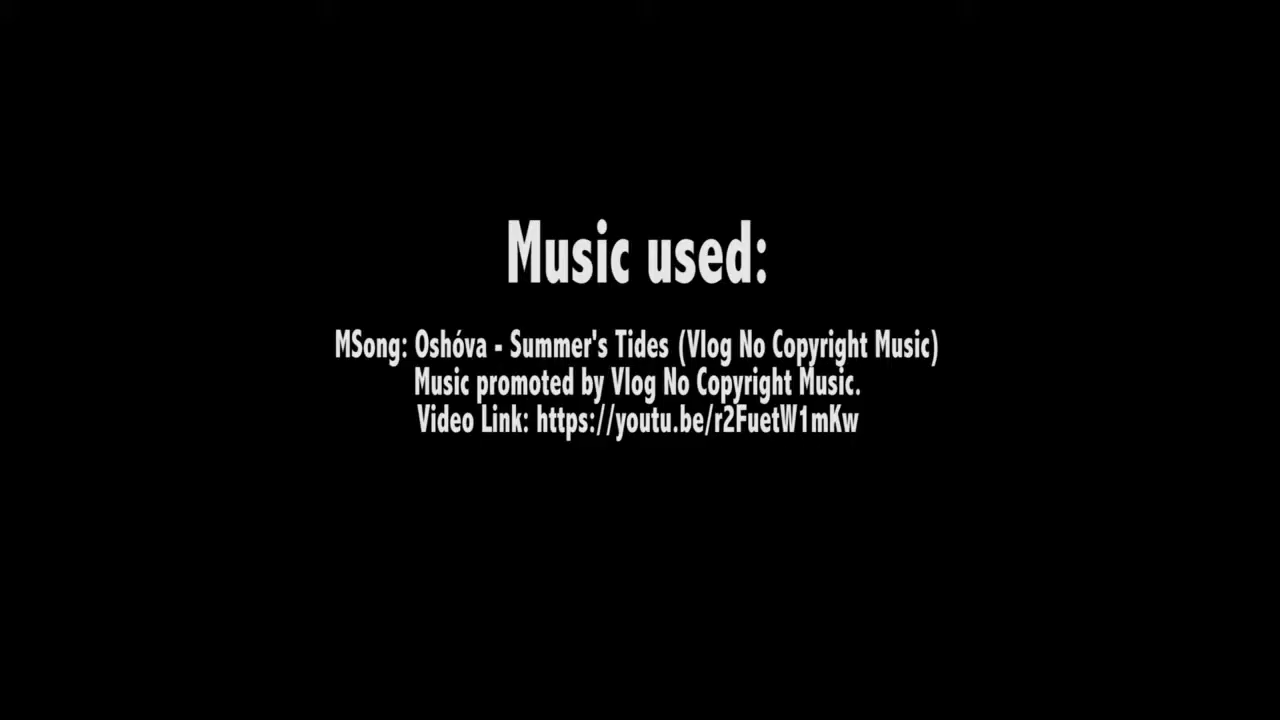 Music used:
MSong: Oshóva - Summer's Tides (Vlog No Copyright Music)
Music promoted by Vlog No Copyright Music.
Video Link: https://youtu.be/r2FuetW1mKw